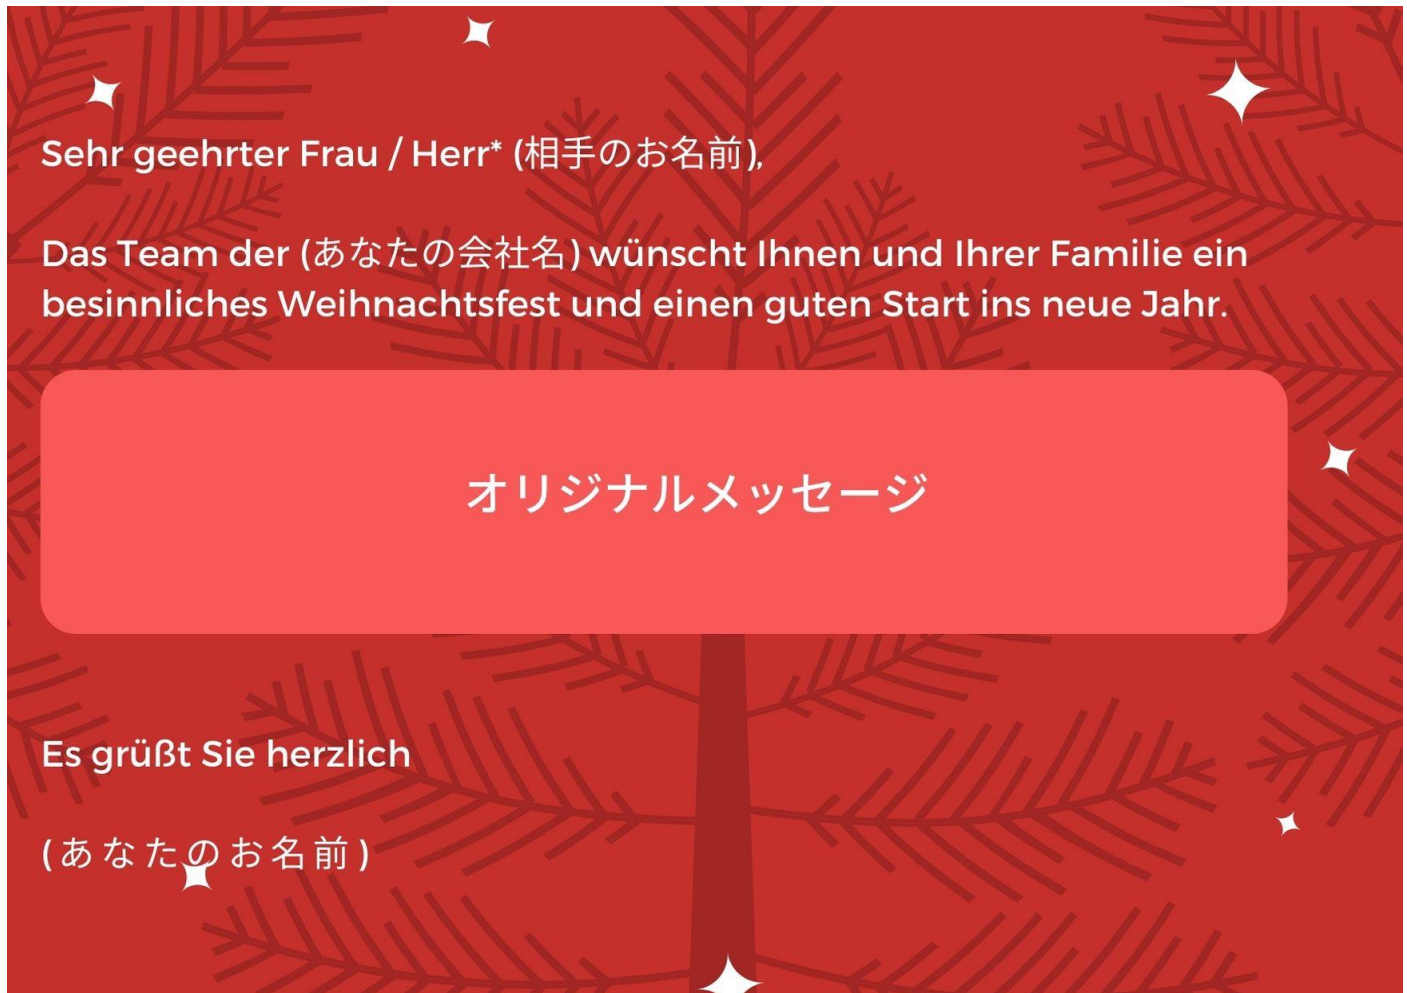 Sehr geehrter Frau / Herr* (相手のお名前),
Das Team der (あなたの会社名) wünscht Ihnen und Ihrer Familie ein
besinnliches Weihnachtsfest und einen guten Start ins neue Jahr.
オリジナルメッセージ
Es grüßt Sie herzlich
(あなたのお名前)